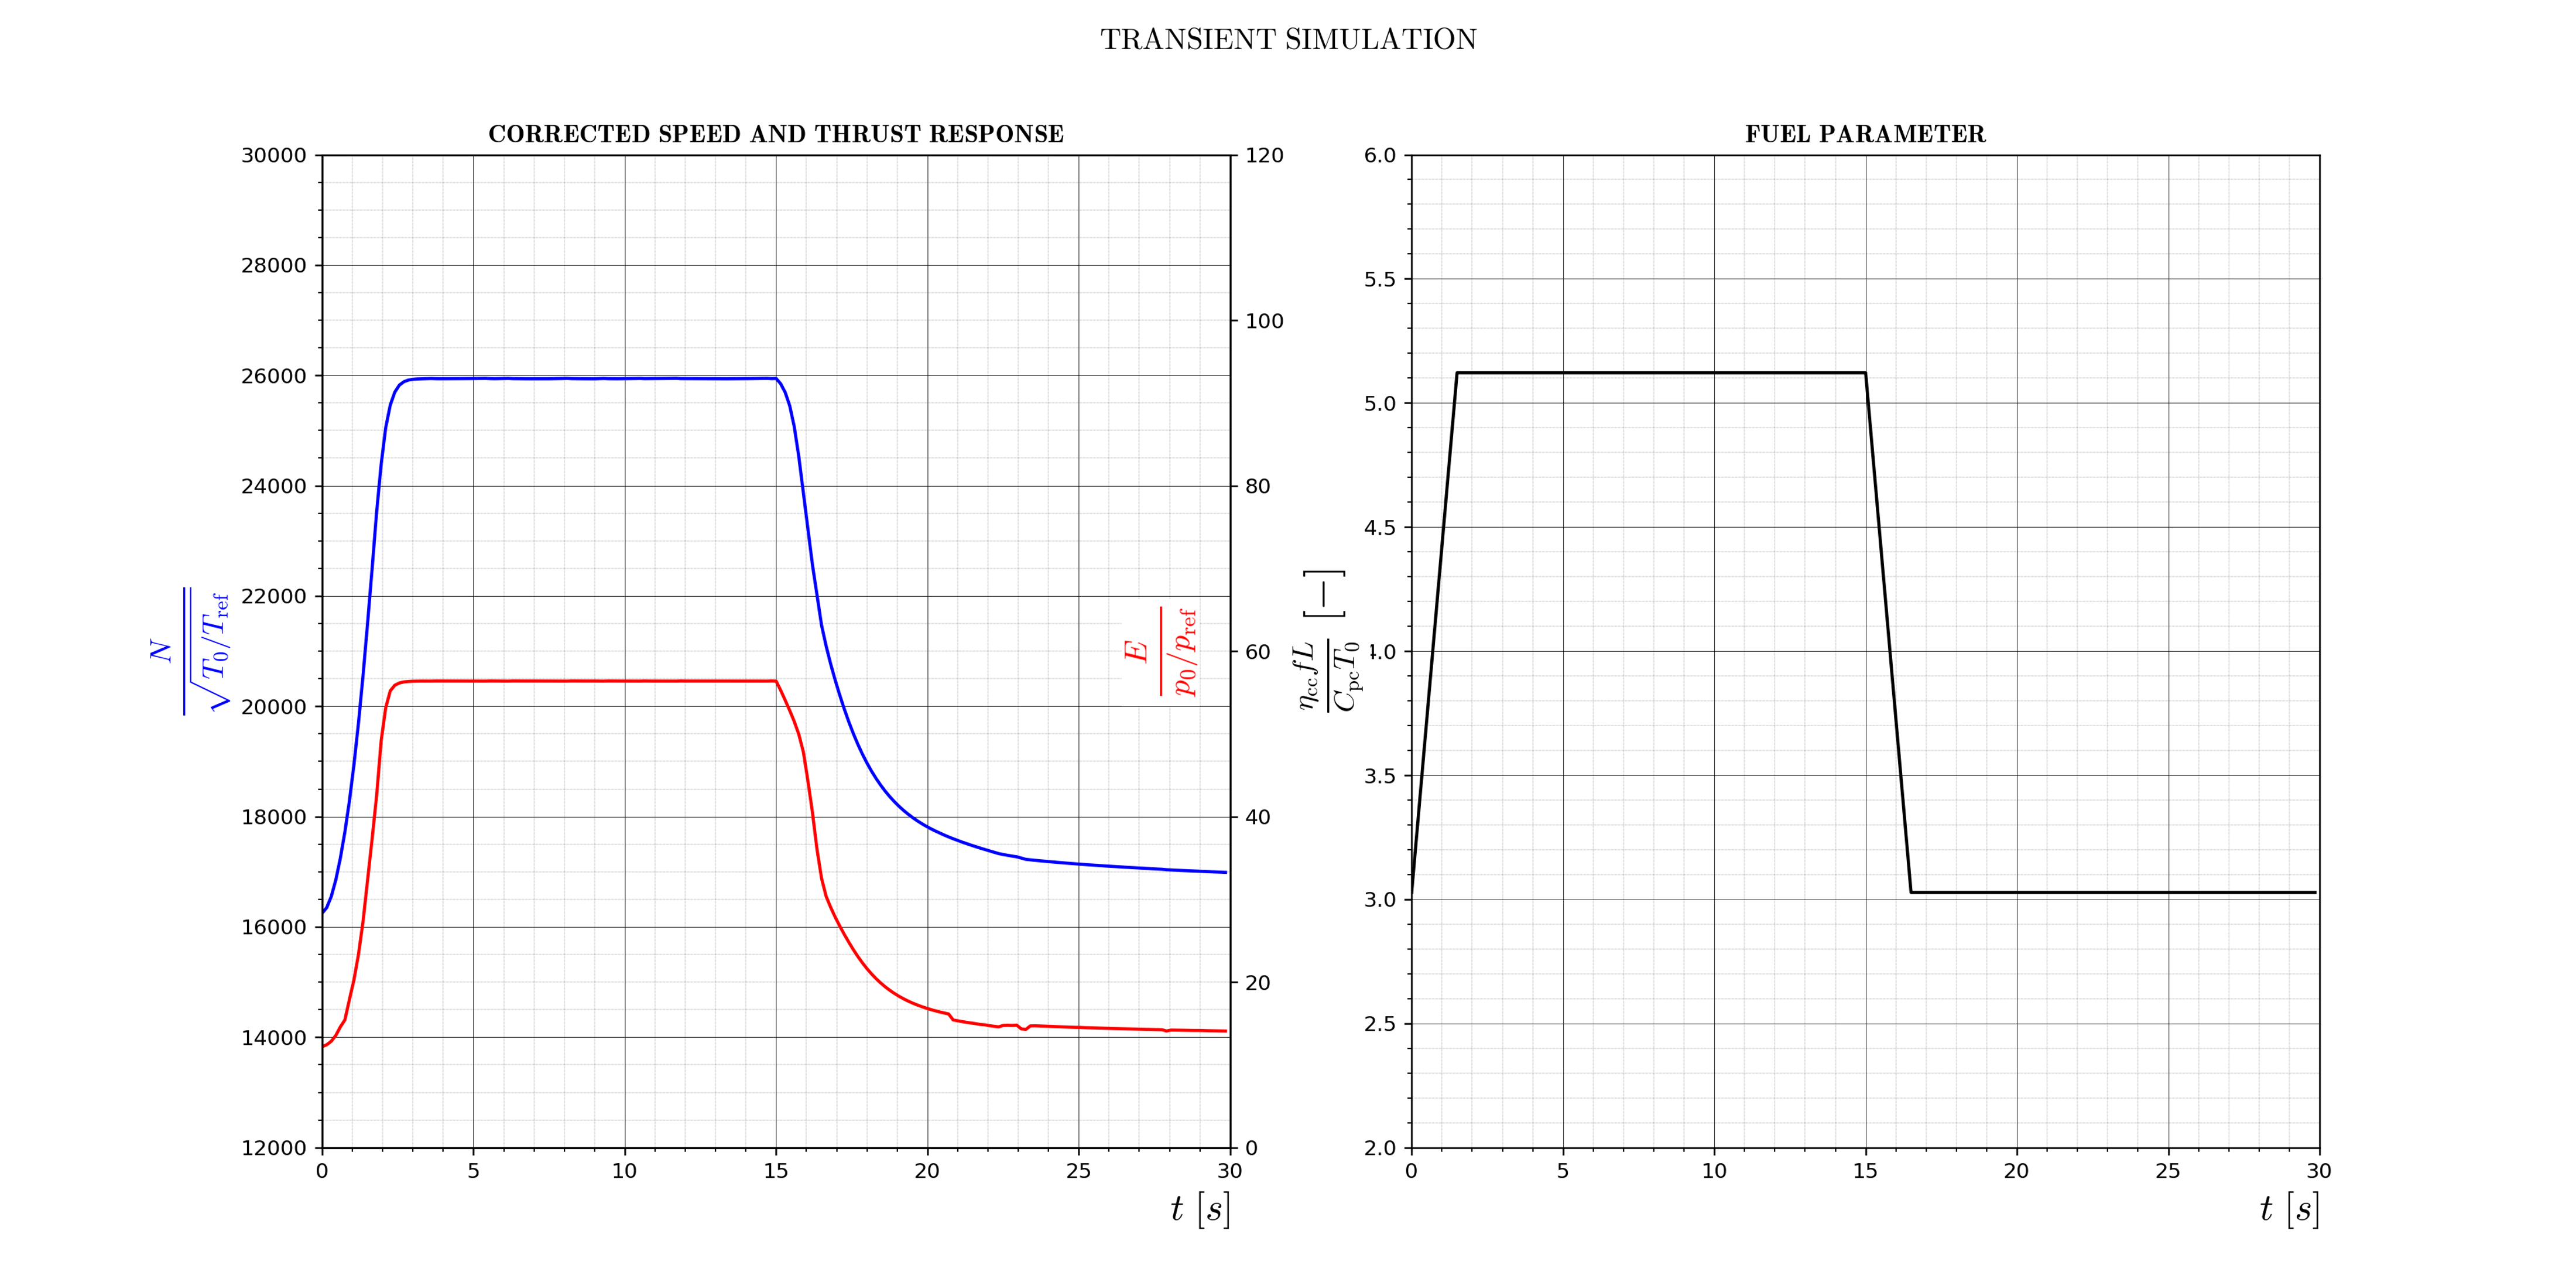 TRANSIENT SIMULATION
CORRECTED SPEED AND THRUST RESPONSE
30000
28000
26000
24000
22000
20000
18000
16000
14000
12000
N
√T0/Tref
0 5 10 15 20 25 30
t [s]
120
100
80
60
40
20
0
E
p0/pref
FUEL PARAMETER
6.0
5.5
5.0
4.5
4.0
3.5
3.0
2.5
2.0
ηccfL [−]
CpcT0
0 5 10 15 20 25 30
t [s]